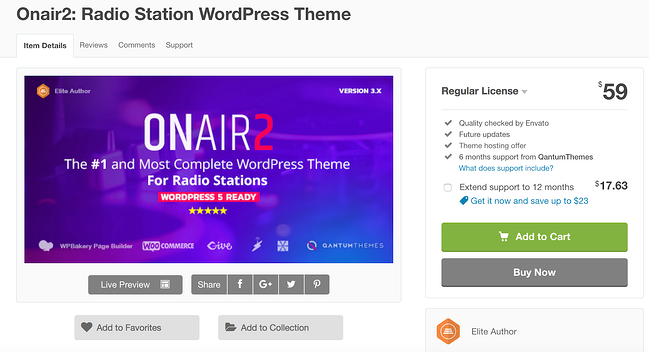 Onair2: Radio Station WordPress Theme
Item Details
Reviews
Comments
Support
Elite Author
VERSION 3.X
ONAIR2
The #1 and Most Complete WordPress Theme
For Radio Stations
WORDPRESS 5 READY
WPBakery Page Builder
WOO COMMERCE
Give
QANTUMTHEMES
Live Preview
Share
Add to Favorites
Add to Collection
Regular License
$59
Quality checked by Envato
Future updates
Theme hosting offer
6 months support from QantumThemes
What does support include?
Extend support to 12 months
$17.63
Get it now and save up to $23
Add to Cart
Buy Now
Elite Author